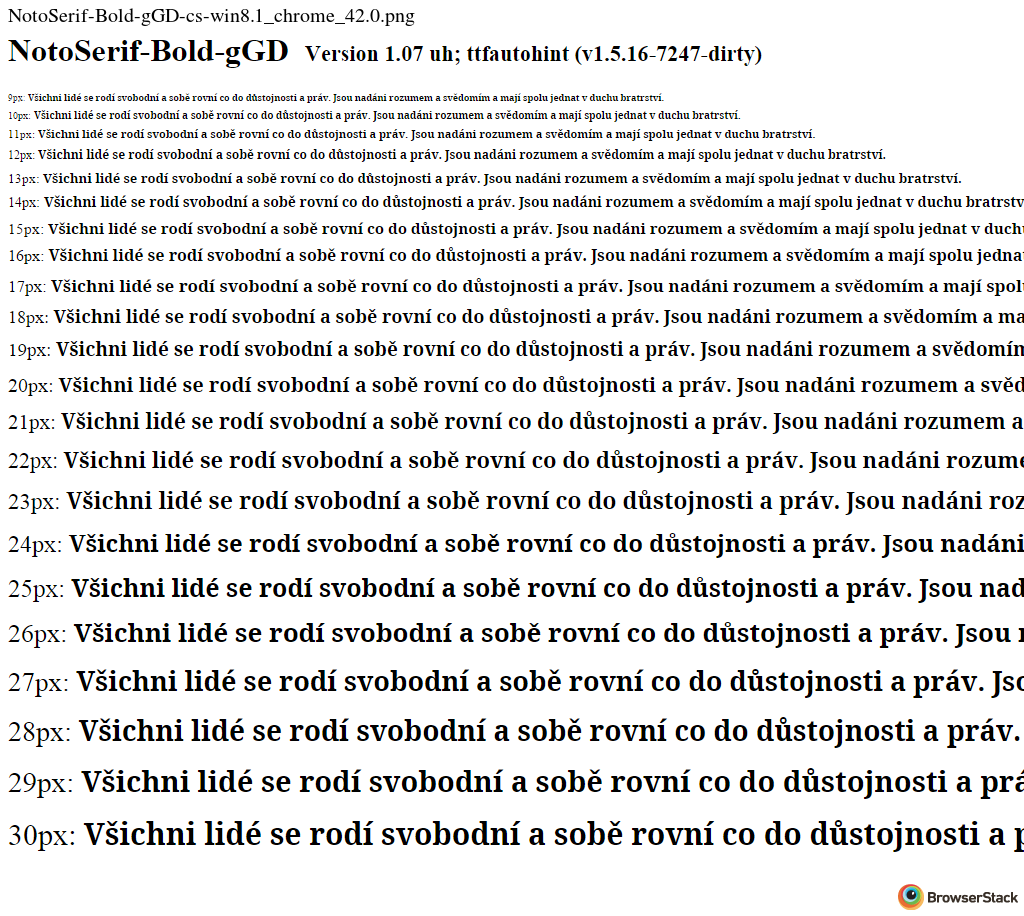 NotoSerif-Bold-gGD-cs-win8.1_chrome_42.0.png
NotoSerif-Bold-gGD Version 1.07 uh; ttfautohint (v1.5.16-7247-dirty)
9px: Všichni lidé se rodí svobodní a sobě rovní co do důstojnosti a práv. Jsou nadáni rozumem a svědomím a mají spolu jednat v duchu bratrství.
10px: Všichni lidé se rodí svobodní a sobě rovní co do důstojnosti a práv. Jsou nadáni rozumem a svědomím a mají spolu jednat v duchu bratrství.
11px: Všichni lidé se rodí svobodní a sobě rovní co do důstojnosti a práv. Jsou nadáni rozumem a svědomím a mají spolu jednat v duchu bratrství.
12px: Všichni lidé se rodí svobodní a sobě rovní co do důstojnosti a práv. Jsou nadáni rozumem a svědomím a mají spolu jednat v duchu bratrství.
13px: Všichni lidé se rodí svobodní a sobě rovní co do důstojnosti a práv. Jsou nadáni rozumem a svědomím a mají spolu jednat v duchu bratrství.
14px: Všichni lidé se rodí svobodní a sobě rovní co do důstojnosti a práv. Jsou nadáni rozumem a svědomím a mají spolu jednat v duchu bratrstv
15px: Všichni lidé se rodí svobodní a sobě rovní co do důstojnosti a práv. Jsou nadáni rozumem a svědomím a mají spolu jednat v duch
16px: Všichni lidé se rodí svobodní a sobě rovní co do důstojnosti a práv. Jsou nadáni rozumem a svědomím a mají spolu jedna
17px: Všichni lidé se rodí svobodní a sobě rovní co do důstojnosti a práv. Jsou nadáni rozumem a svědomím a mají spol
18px: Všichni lidé se rodí svobodní a sobě rovní co do důstojnosti a práv. Jsou nadáni rozumem a svědomím a ma
19px: Všichni lidé se rodí svobodní a sobě rovní co do důstojnosti a práv. Jsou nadáni rozumem a svědomím
20px: Všichni lidé se rodí svobodní a sobě rovní co do důstojnosti a práv. Jsou nadáni rozumem a svěd
21px: Všichni lidé se rodí svobodní a sobě rovní co do důstojnosti a práv. Jsou nadáni rozumem a
22px: Všichni lidé se rodí svobodní a sobě rovní co do důstojnosti a práv. Jsou nadáni rozume
23px: Všichni lidé se rodí svobodní a sobě rovní co do důstojnosti a práv. Jsou nadáni roz
24px: Všichni lidé se rodí svobodní a sobě rovní co do důstojnosti a práv. Jsou nadáni
25px: Všichni lidé se rodí svobodní a sobě rovní co do důstojnosti a práv. Jsou nad
26px: Všichni lidé se rodí svobodní a sobě rovní co do důstojnosti a práv. Jsou
27px: Všichni lidé se rodí svobodní a sobě rovní co do důstojnosti a práv. Jso
28px: Všichni lidé se rodí svobodní a sobě rovní co do důstojnosti a práv.
29px: Všichni lidé se rodí svobodní a sobě rovní co do důstojnosti a prá
30px: Všichni lidé se rodí svobodní a sobě rovní co do důstojnosti a p
BrowserStack